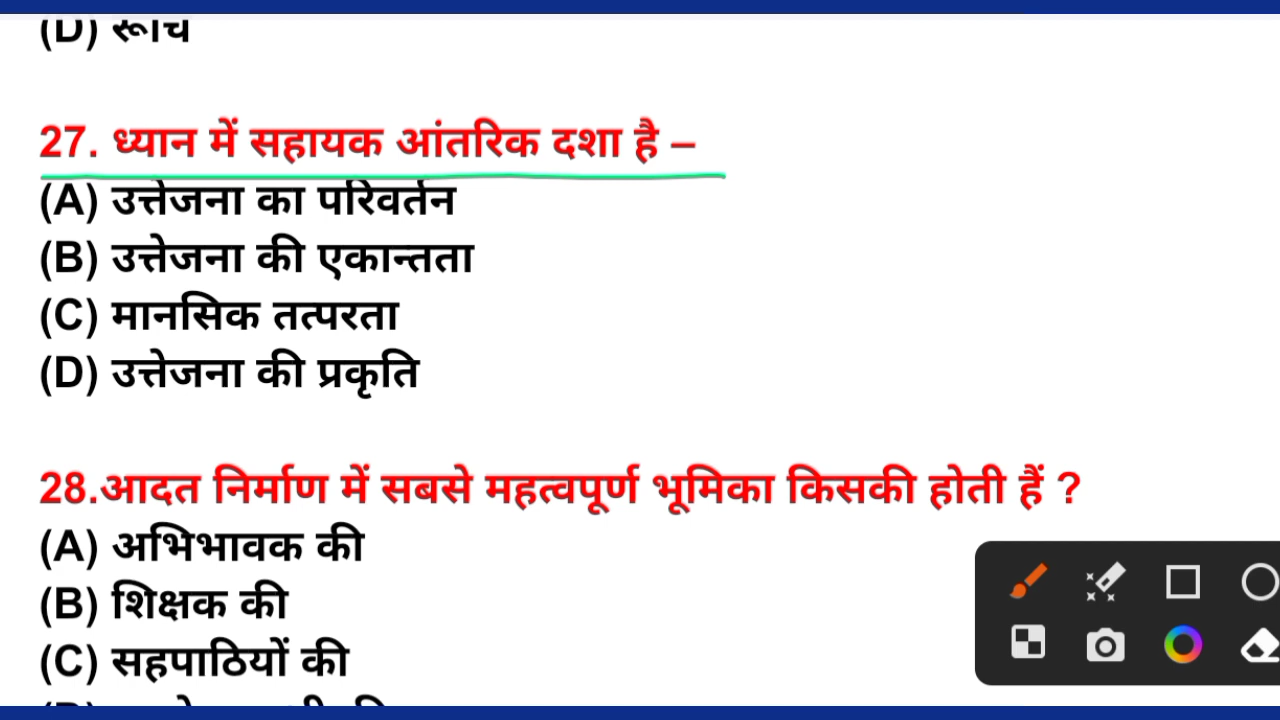 (D) रूचि
27. ध्यान में सहायक आंतरिक दशा है –
(A) उत्तेजना का परिवर्तन
(B) उत्तेजना की एकान्तता
(C) मानसिक तत्परता
(D) उत्तेजना की प्रकृति
28.आदत निर्माण में सबसे महत्वपूर्ण भूमिका किसकी होती हैं ?
(A) अभिभावक की
(B) शिक्षक की
(C) सहपाठियों की